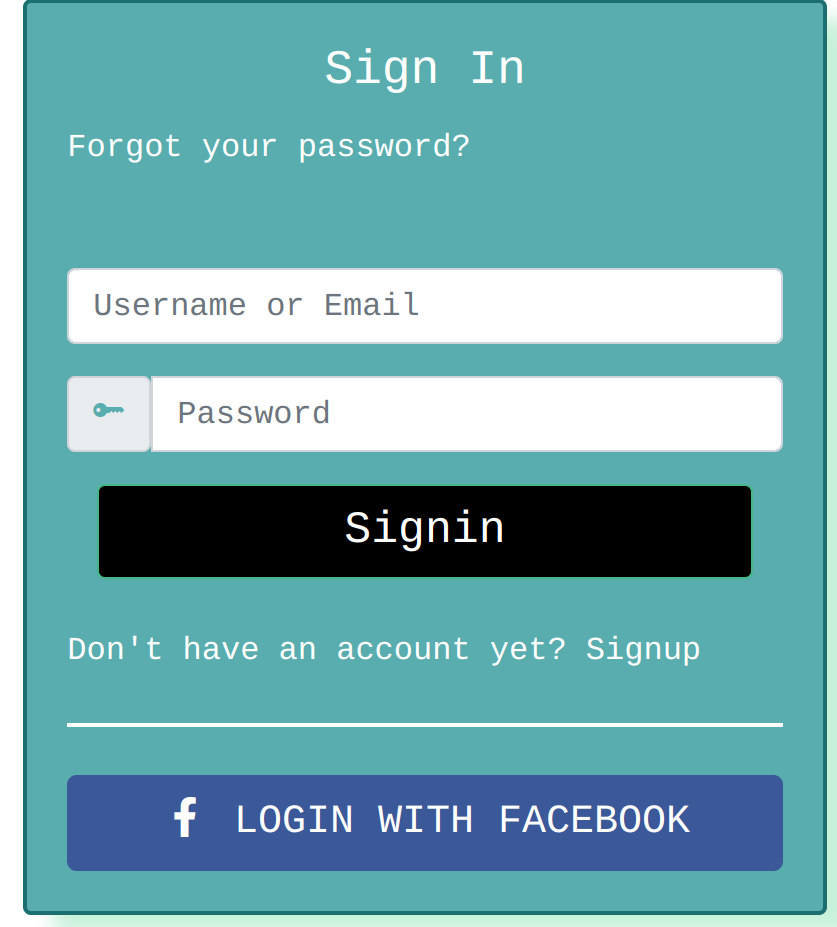 Sign In
Forgot your password?
Username or Email
Password
Signin
Don't have an account yet? Signup
LOGIN WITH FACEBOOK